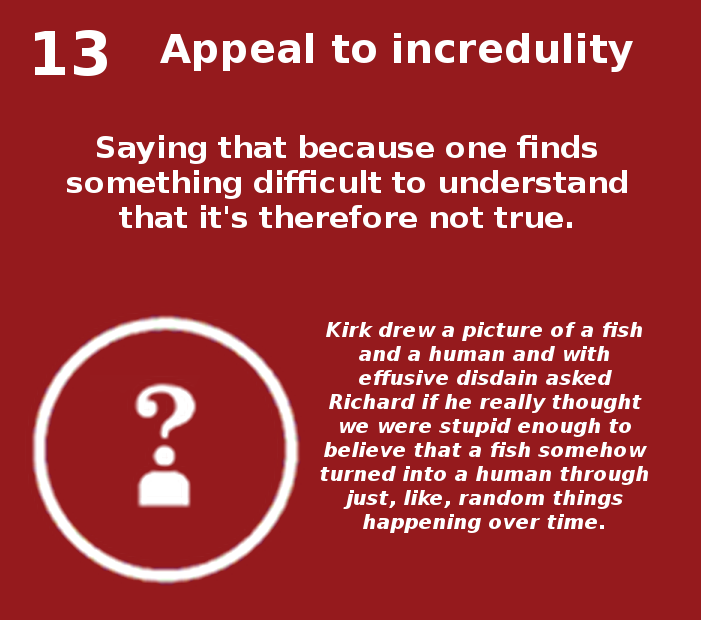 13 Appeal to incredulity
Saying that because one finds
something difficult to understand
that it's therefore not true.
Kirk drew a picture of a fish
and a human and with
effusive disdain asked
Richard if he really thought
we were stupid enough to
believe that a fish somehow
turned into a human through
just, like, random things
happening over time.
?